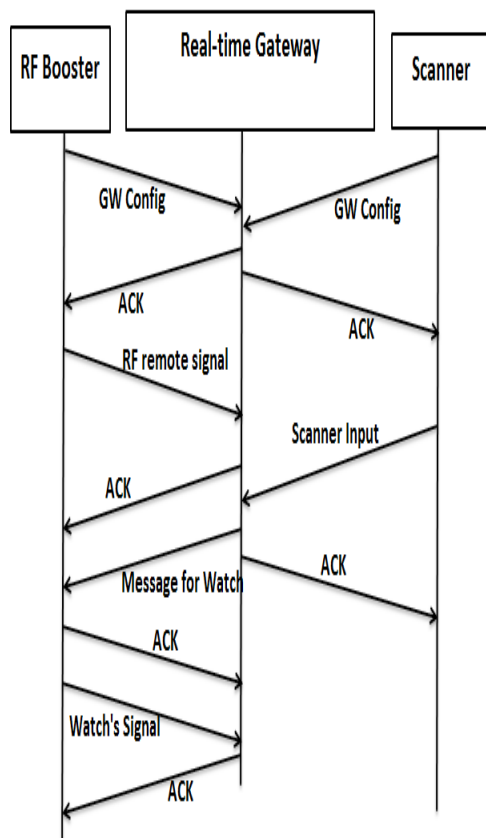 RF Booster
Real-time Gateway
Scanner
GW Config
GW Config
ACK
ACK
RF remote signal
Scanner Input
ACK
Message for Watch
ACK
ACK
Watch's Signal
ACK